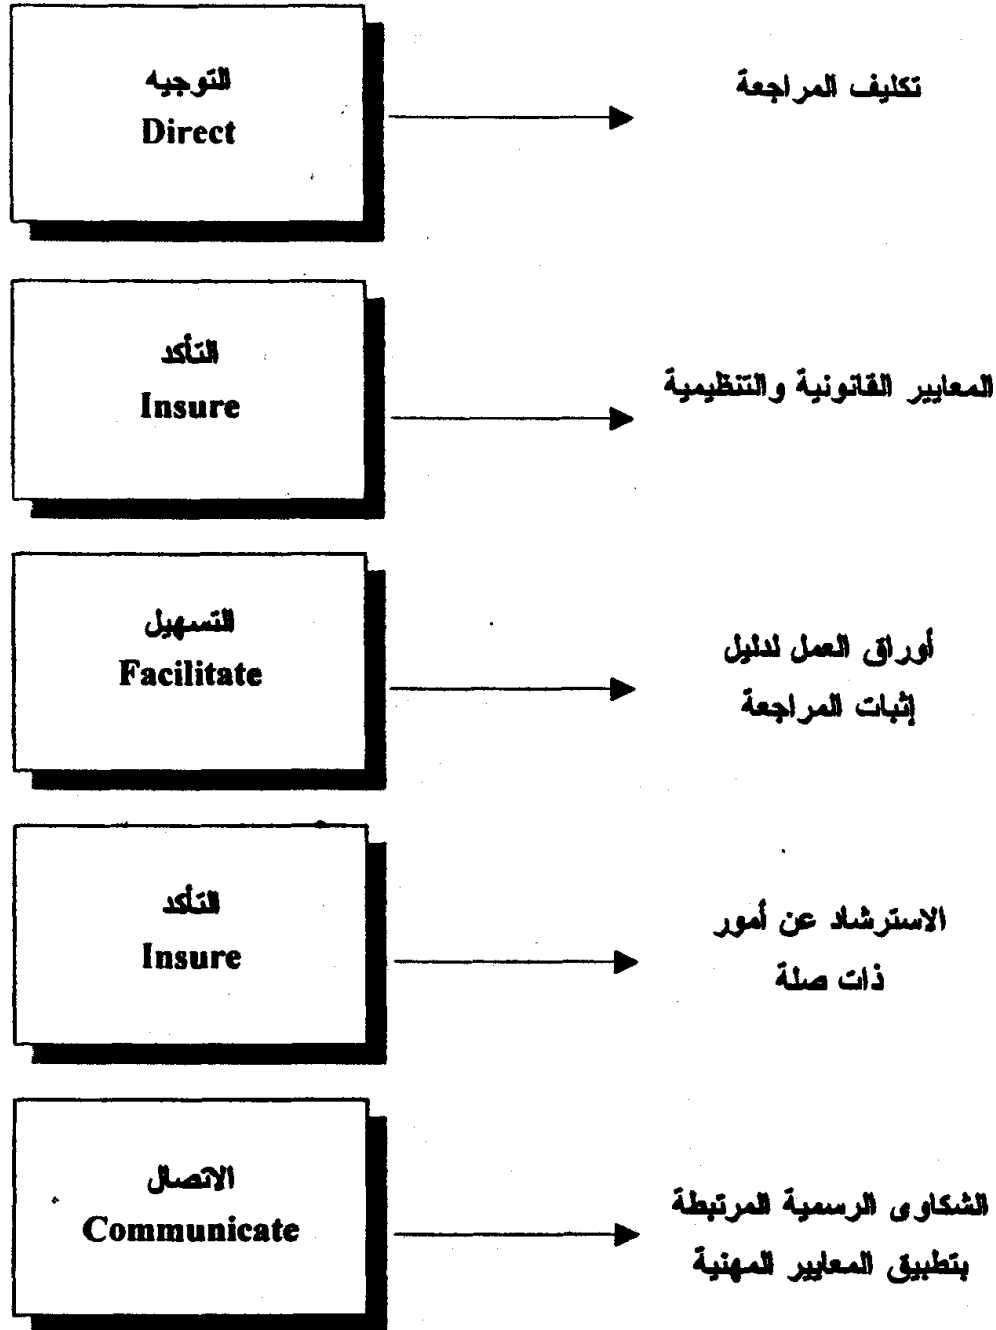 التوجيه
Direct
تكليف المراجعة
التأكد
Insure
المعايير القانونية والتنظيمية
التسهيل
Facilitate
أوراق العمل لدليل
إثبات المراجعة
التأكد
Insure
الاسترشاد عن أمور
ذات صلة
الاتصال
Communicate
الشكاوى الرسمية المرتبطة
بتطبيق المعايير المهنية